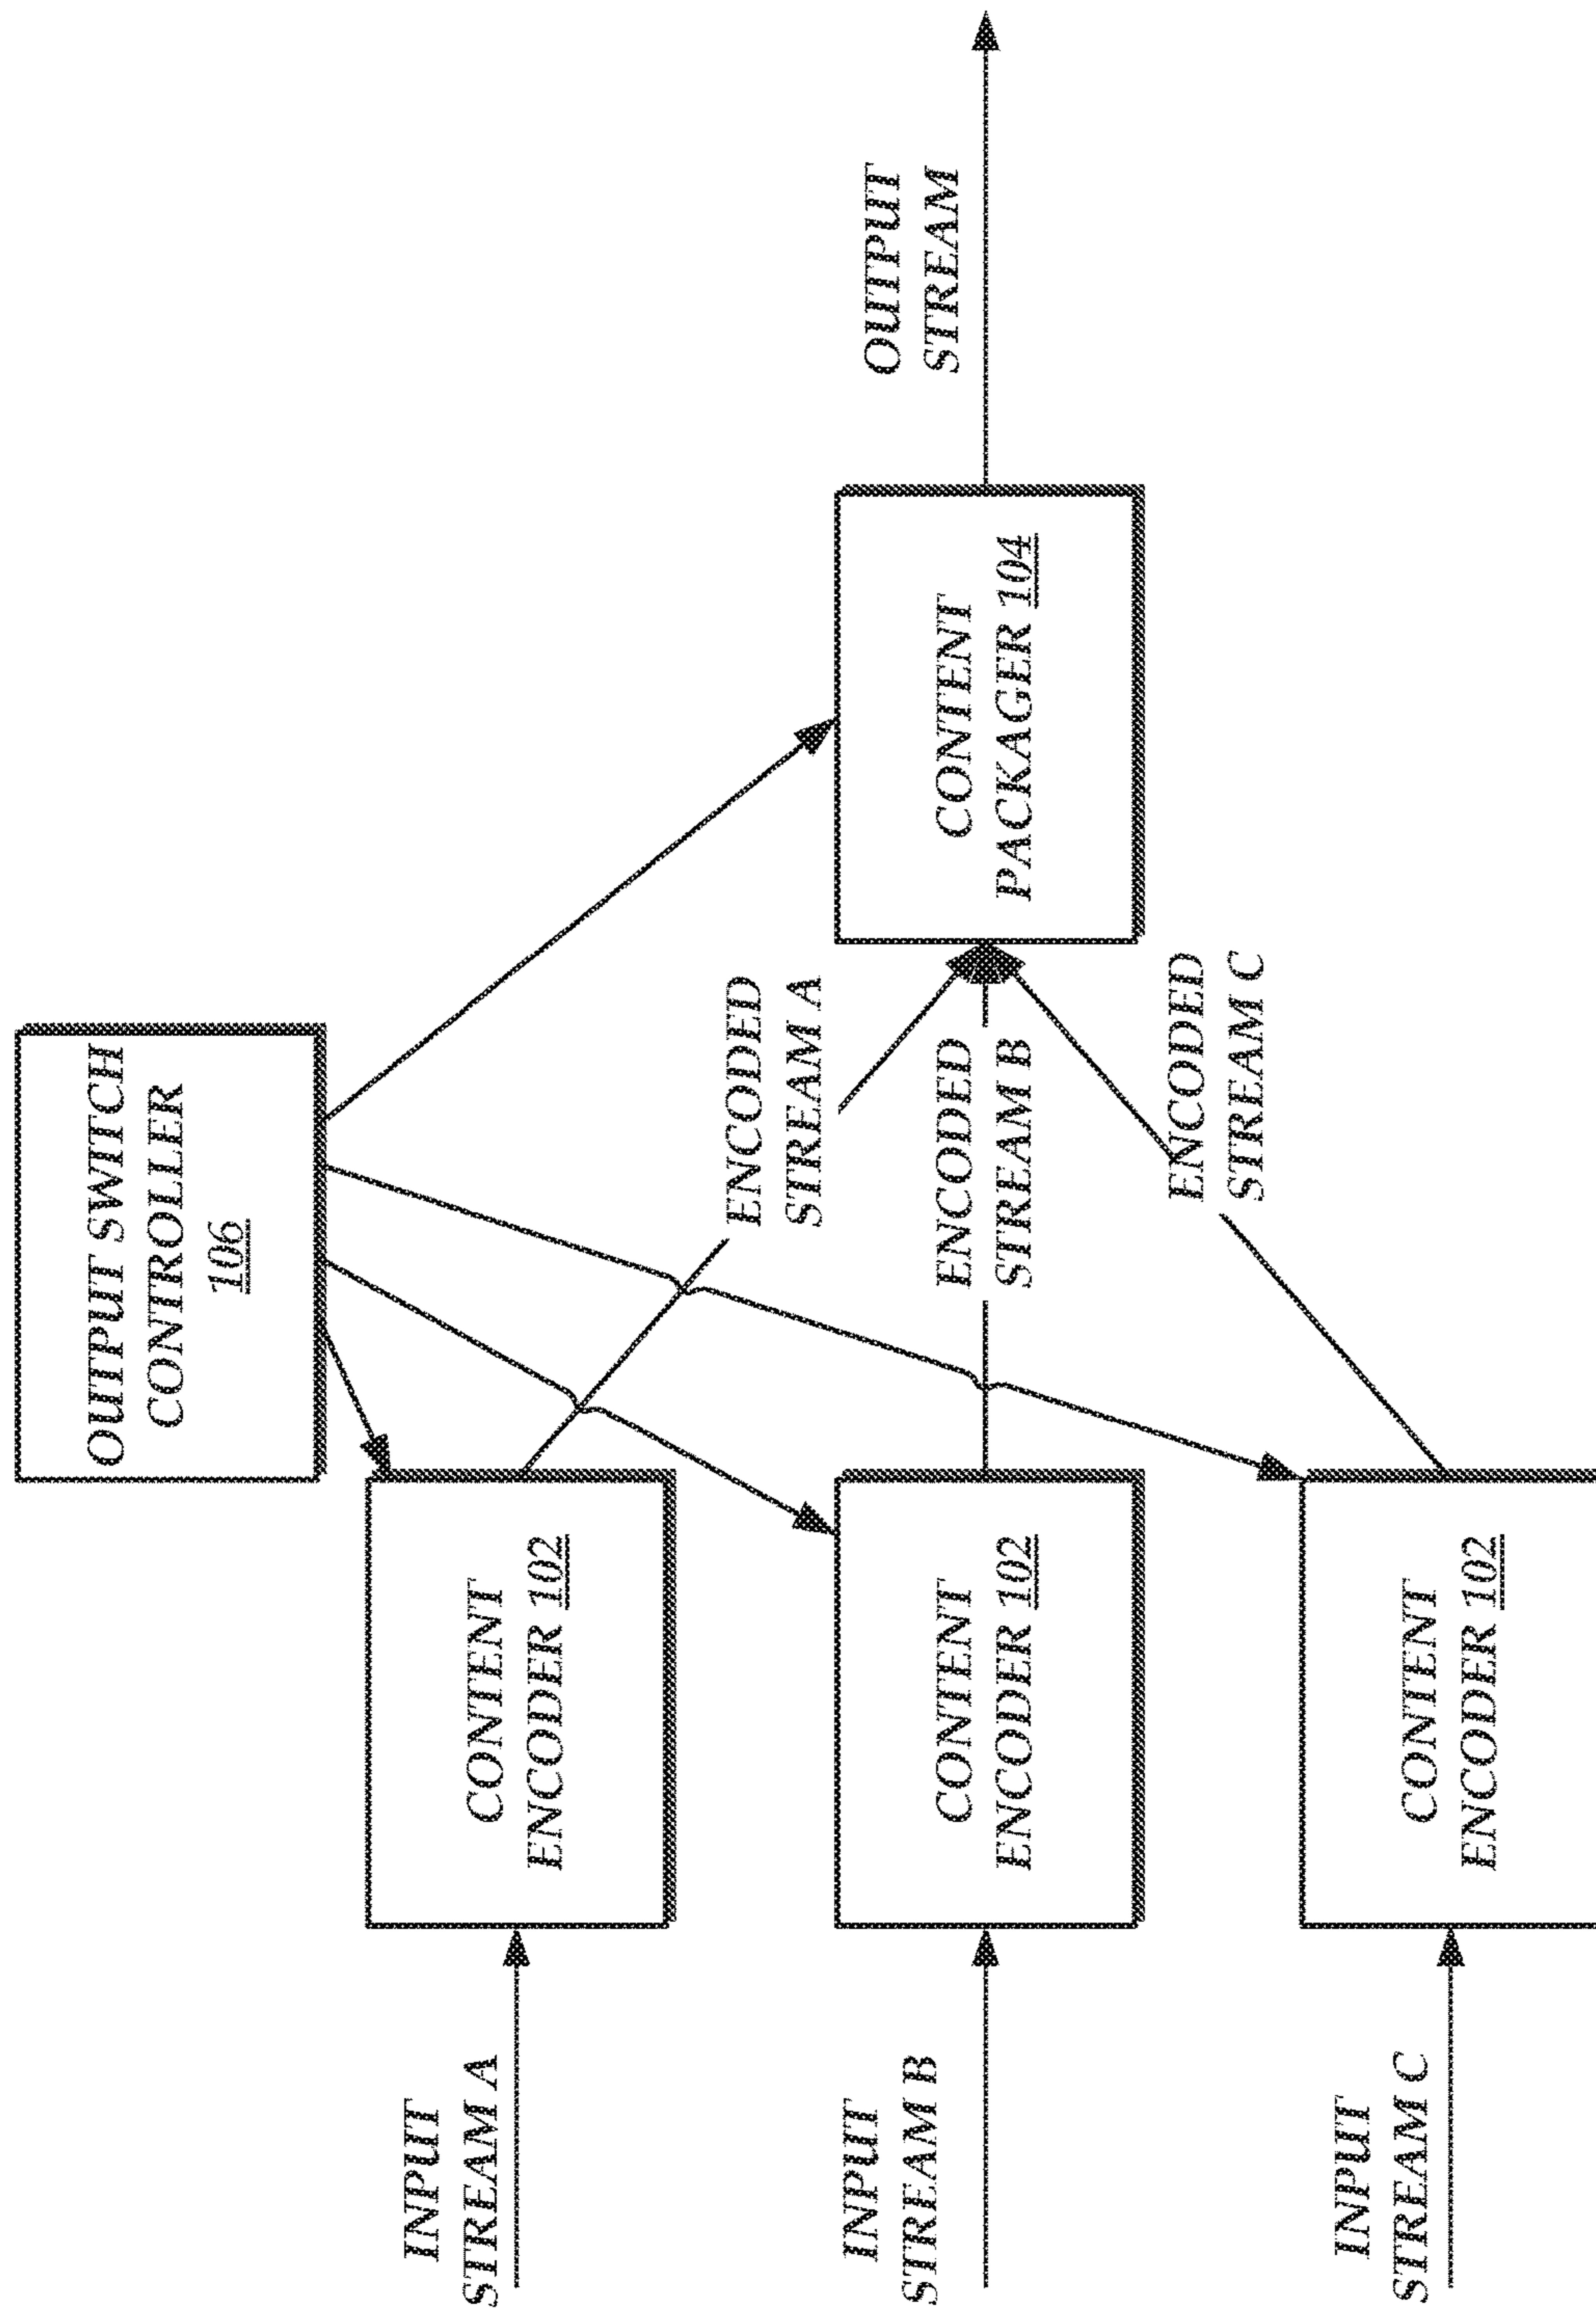 OUTPUT SWITCH
CONTROLLER
106
INPUT
STREAM A
CONTENT
ENCODER 102
ENCODED
STREAM A
INPUT
STREAM B
CONTENT
ENCODER 102
ENCODED
STREAM B
CONTENT
PACKAGER 104
OUTPUT
STREAM
INPUT
STREAM C
CONTENT
ENCODER 102
ENCODED
STREAM C